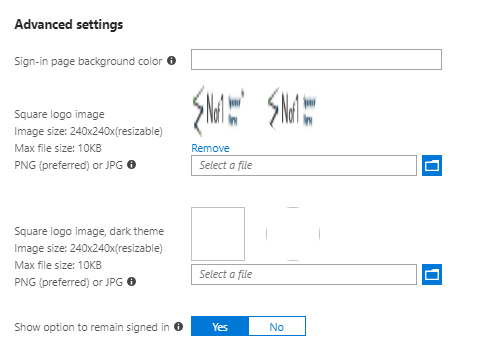 Advanced settings
Sign-in page background color
Square logo image
Image size: 240x240x(resizable)
Max file size: 10KB
PNG (preferred) or JPG
Not1
Not1
Remove
Select a file
Square logo image, dark theme
Image size: 240x240x(resizable)
Max file size: 10KB
PNG (preferred) or JPG
Select a file
Show option to remain signed in
Yes
No